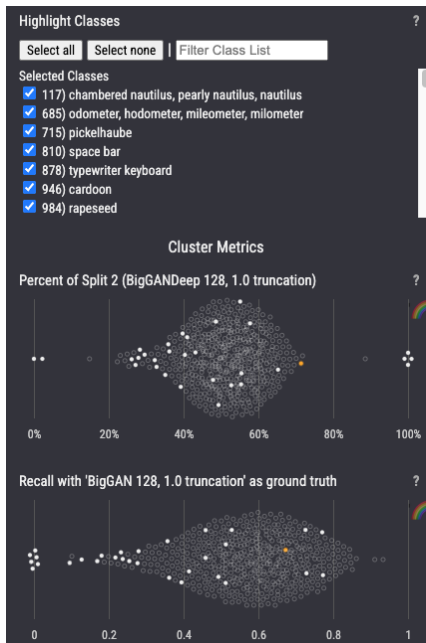 Highlight Classes ?
Select all Select none | Filter Class List
Selected Classes
117) chambered nautilus, pearly nautilus, nautilus
685) odometer, hodometer, mileometer, milometer
715) pickelhaube
810) space bar
878) typewriter keyboard
946) cardoon
984) rapeseed
Cluster Metrics
Percent of Split 2 (BigGANDeep 128, 1.0 truncation) ?
0% 20% 40% 60% 80% 100%
Recall with 'BigGAN 128, 1.0 truncation' as ground truth ?
0 0.2 0.4 0.6 0.8 1